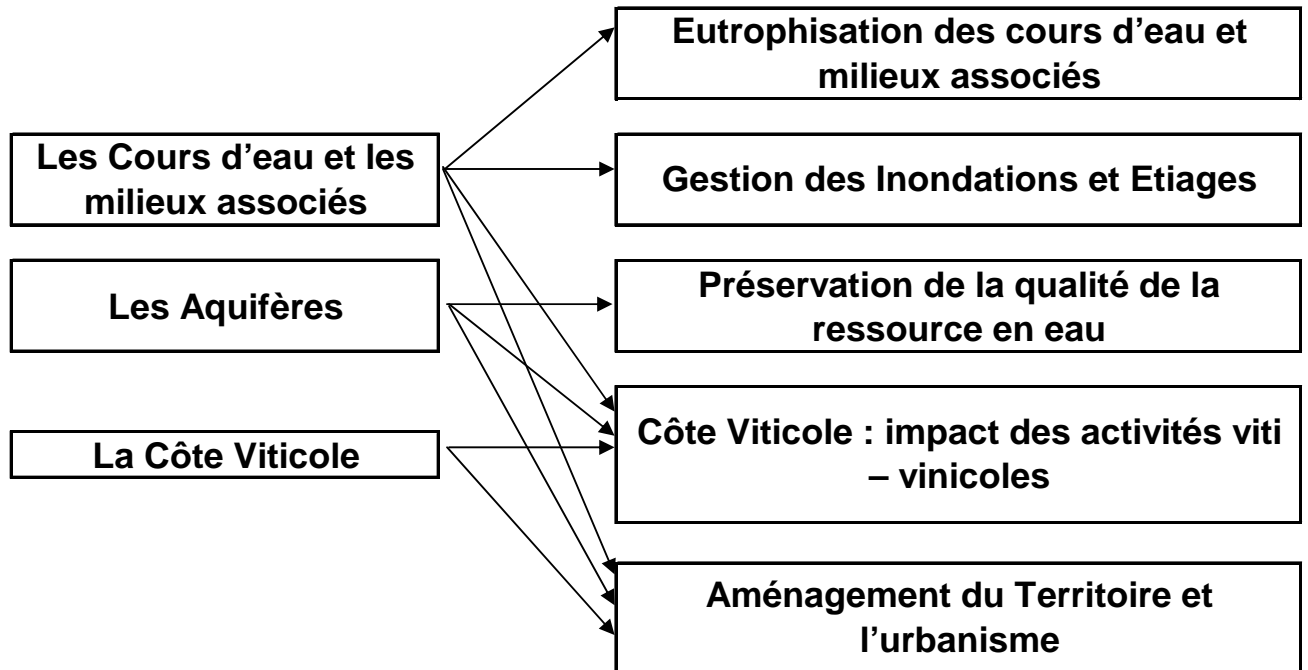 Les Cours d’eau et les
milieux associés
Les Aquifères
La Côte Viticole
Eutrophisation des cours d’eau et
milieux associés
Gestion des Inondations et Etiages
Préservation de la qualité de la
ressource en eau
Côte Viticole : impact des activités viti
– vinicoles
Aménagement du Territoire et
l’urbanisme